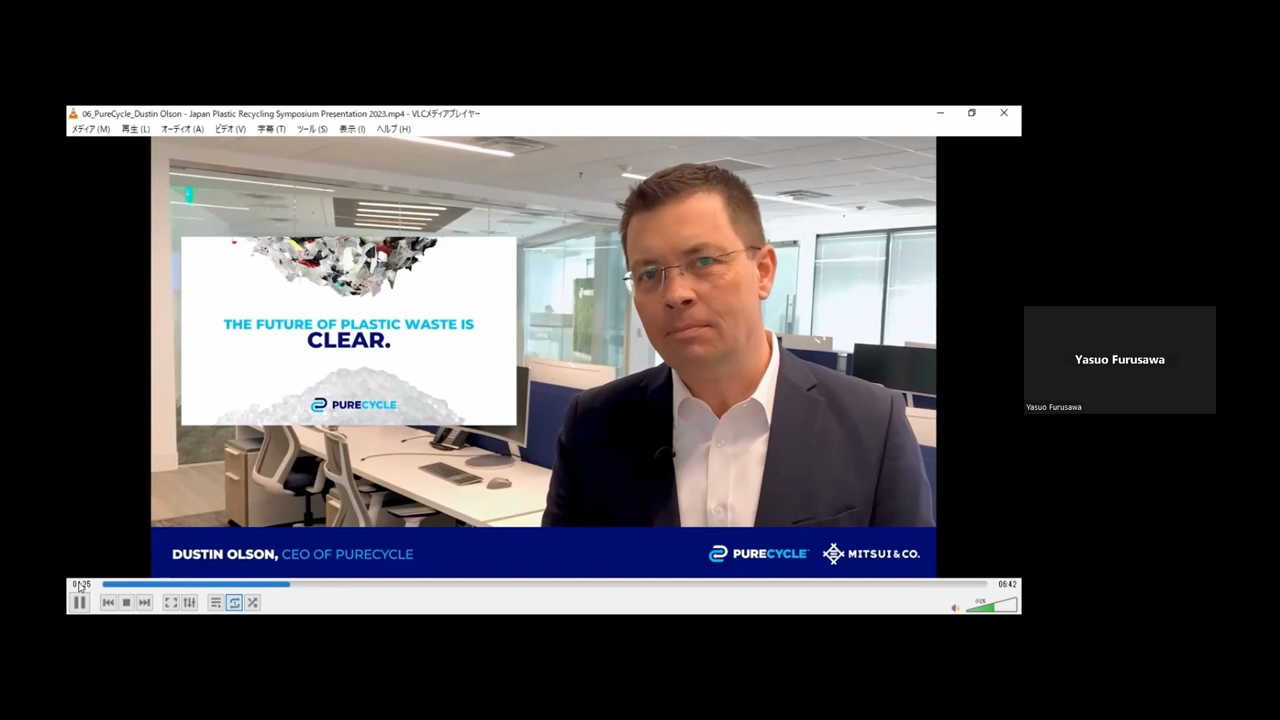 06_PureCycle_Dustin Olson - Japan Plastic Recycling Symposium Presentation 2023.mp4 - VLCメディアプレイヤー
メディア(M) 再生(L) オーディオ(A) ビデオ(V) 字幕(T) ツール(S) 表示(I) ヘルプ(H)
THE FUTURE OF PLASTIC WASTE IS
CLEAR.
PURECYCLE
Yasuo Furusawa
Yasuo Furusawa
DUSTIN OLSON, CEO OF PURECYCLE
PURECYCLE MITSUI & CO.
06:42